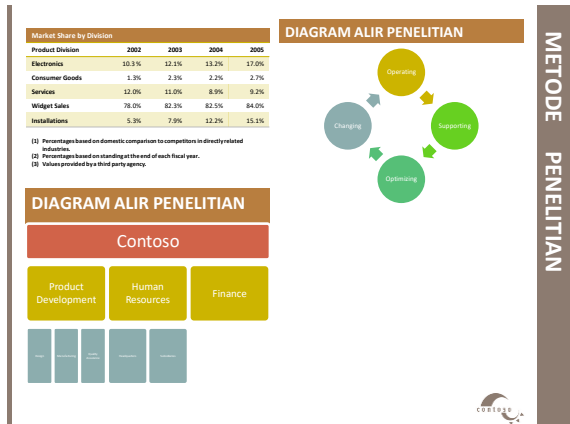 Market Share by Division
Product Division 2002 2003 2004 2005
Electronics 10.3% 12.1% 13.2% 17.0%
Consumer Goods 1.3% 2.3% 2.2% 2.7%
Services 12.0% 11.0% 8.9% 9.2%
Widget Sales 78.0% 82.3% 82.5% 84.0%
Installations 5.3% 7.9% 12.2% 15.1%
(1) Percentages based on domestic comparison to competitors in directly related
industries.
(2) Percentages based on standing at the end of each fiscal year.
(3) Values provided by a third party agency.
DIAGRAM ALIR PENELITIAN
Contoso
Product
Development
Human
Resources
Finance
DIAGRAM ALIR PENELITIAN
Operating
Changing
Supporting
Optimizing
METODE PENELITIAN
contoso